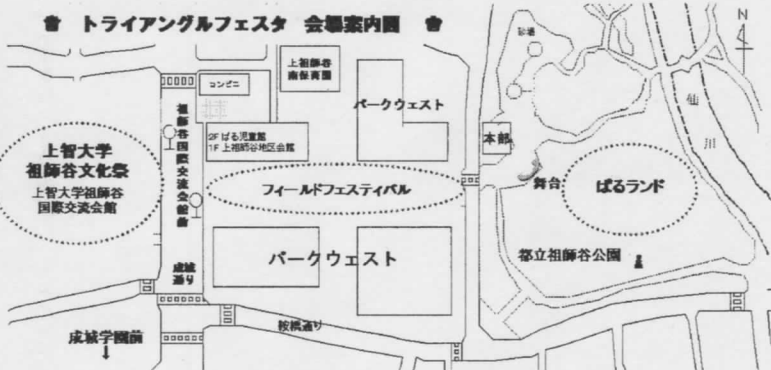 トライアングルフェスタ 会場案内図
N
砂場
コンビニ
上祖師谷
南保育園
パークウェスト
仙川
祖師谷国際交流会館前
2F ぱる児童館
1F 上祖師谷地区会館
本部
上智大学
祖師谷文化祭
上智大学祖師谷
国際交流会館
フィールドフェスティバル
舞台
ぱるランド
パークウェスト
都立祖師谷公園
成城
通り
鞍橋通り
成城学園前
↓